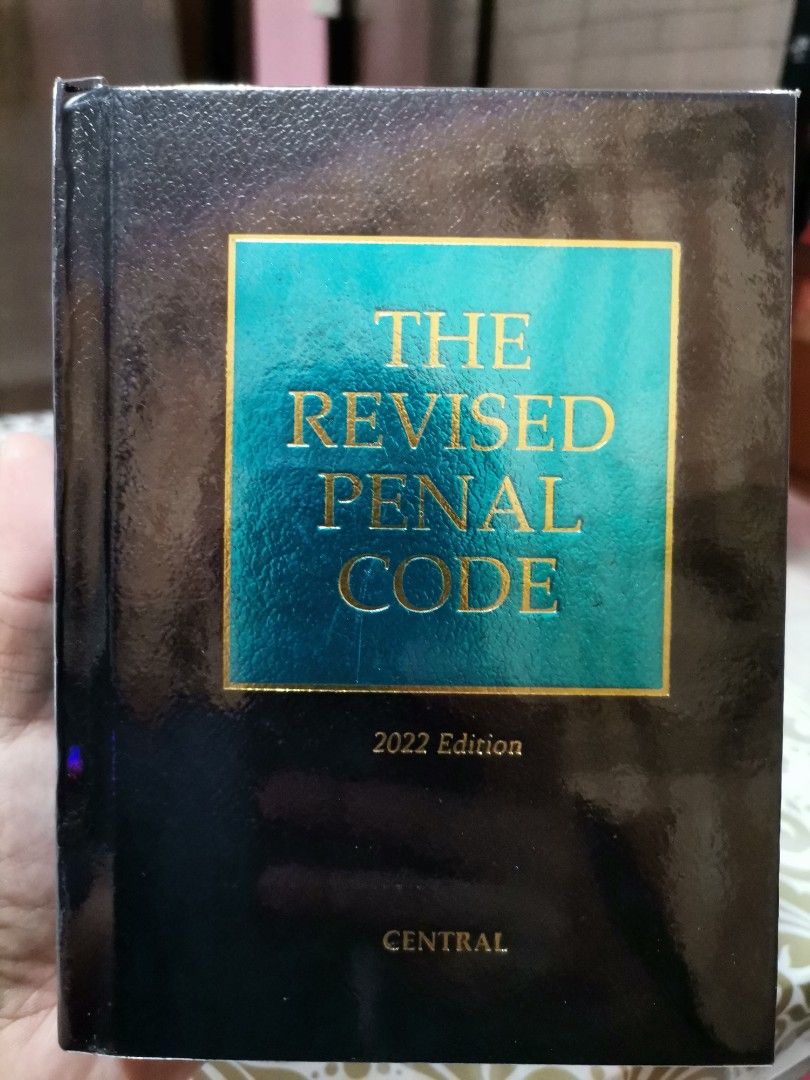 THE
REVISED
PENAL
CODE
2022 Edition
CENTRAL